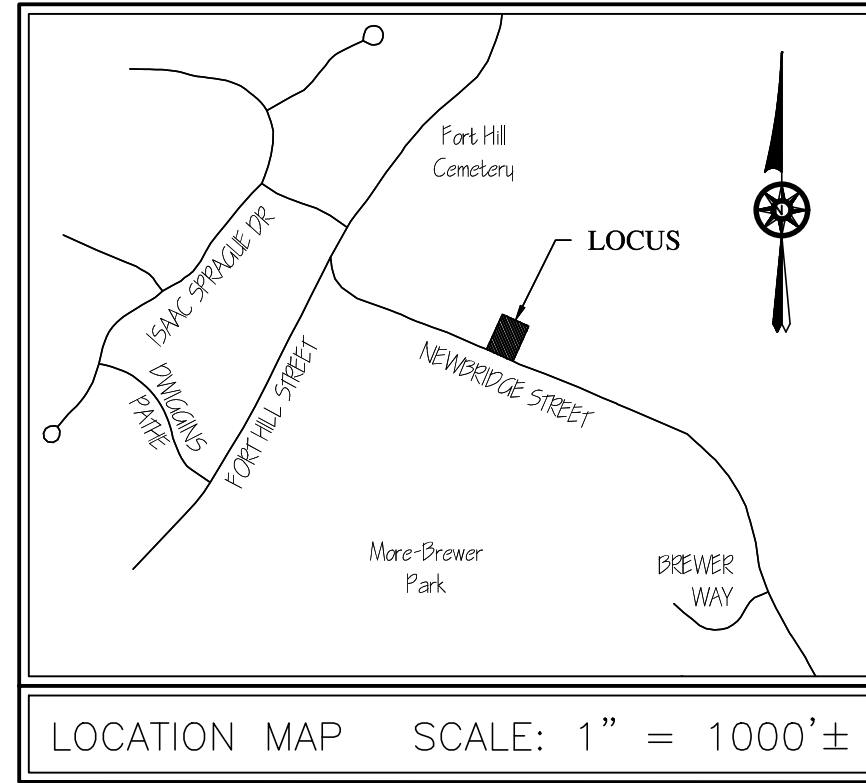 Fort Hill
Cemetery
N
LOCUS
ISAAC SPRAGUE DR
NEWBRIDGE STREET
DWIGGINS
PATHE
FORT HILL STREET
More-Brewer
Park
BREWER
WAY
LOCATION MAP SCALE: 1" = 1000'±